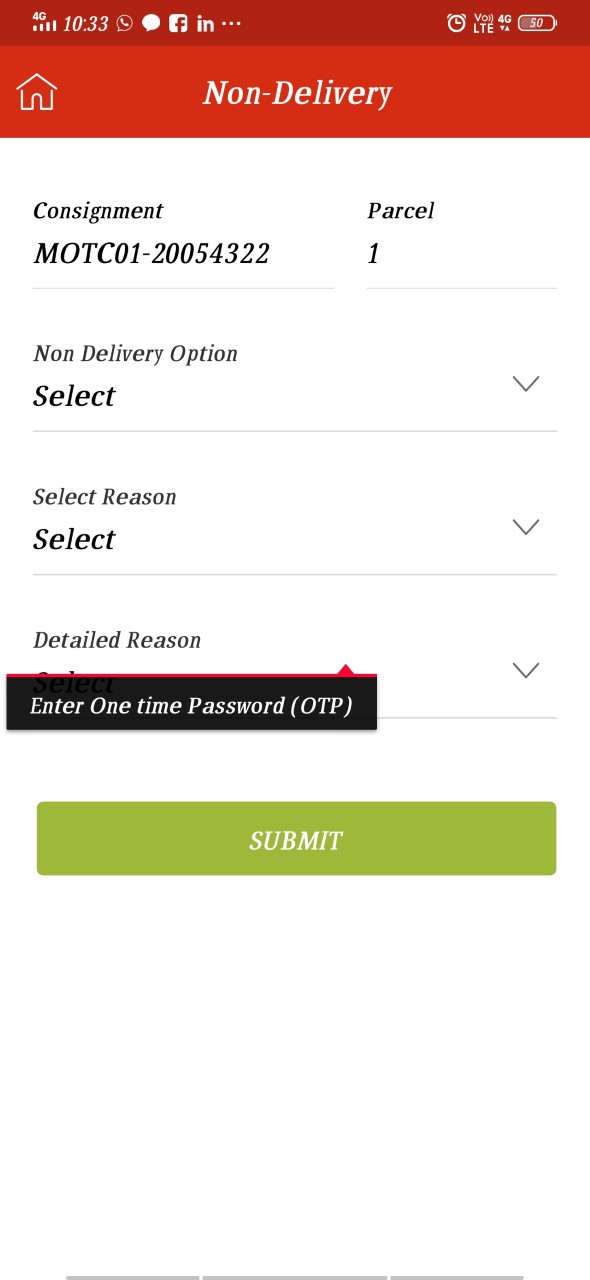 4G 10:33 ... Vo)) LTE 4G 50
Non-Delivery
Consignment Parcel
MOTC01-20054322 1
Non Delivery Option
Select
Select Reason
Select
Detailed Reason
Select
Enter One time Password (OTP)
SUBMIT